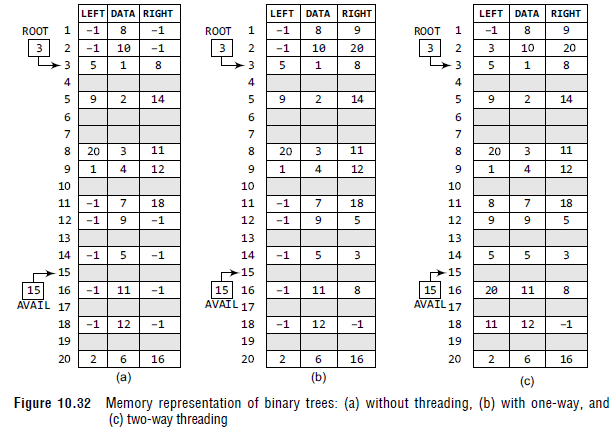 LEFT DATA RIGHT
ROOT 1 -1 8 -1
3 2 -1 10 -1
3 5 1 8
4
5 9 2 14
6
7
8 20 3 11
9 1 4 12
10
11 -1 7 18
12 -1 9 -1
13
14 -1 5 -1
15
15 16 -1 11 -1
AVAIL 17
18 -1 12 -1
19
20 2 6 16
(a)
LEFT DATA RIGHT
ROOT 1 -1 8 9
3 2 -1 10 20
3 5 1 8
4
5 9 2 14
6
7
8 20 3 11
9 1 4 12
10
11 -1 7 18
12 -1 9 5
13
14 -1 5 3
15
15 16 -1 11 8
AVAIL 17
18 -1 12 -1
19
20 2 6 16
(b)
LEFT DATA RIGHT
ROOT 1 -1 8 9
3 2 3 10 20
3 5 1 8
4
5 9 2 14
6
7
8 20 3 11
9 1 4 12
10
11 8 7 18
12 9 9 5
13
14 5 5 3
15
15 16 20 11 8
AVAIL 17
18 11 12 -1
19
20 2 6 16
(c)
Figure 10.32 Memory representation of binary trees: (a) without threading, (b) with one-way, and
(c) two-way threading